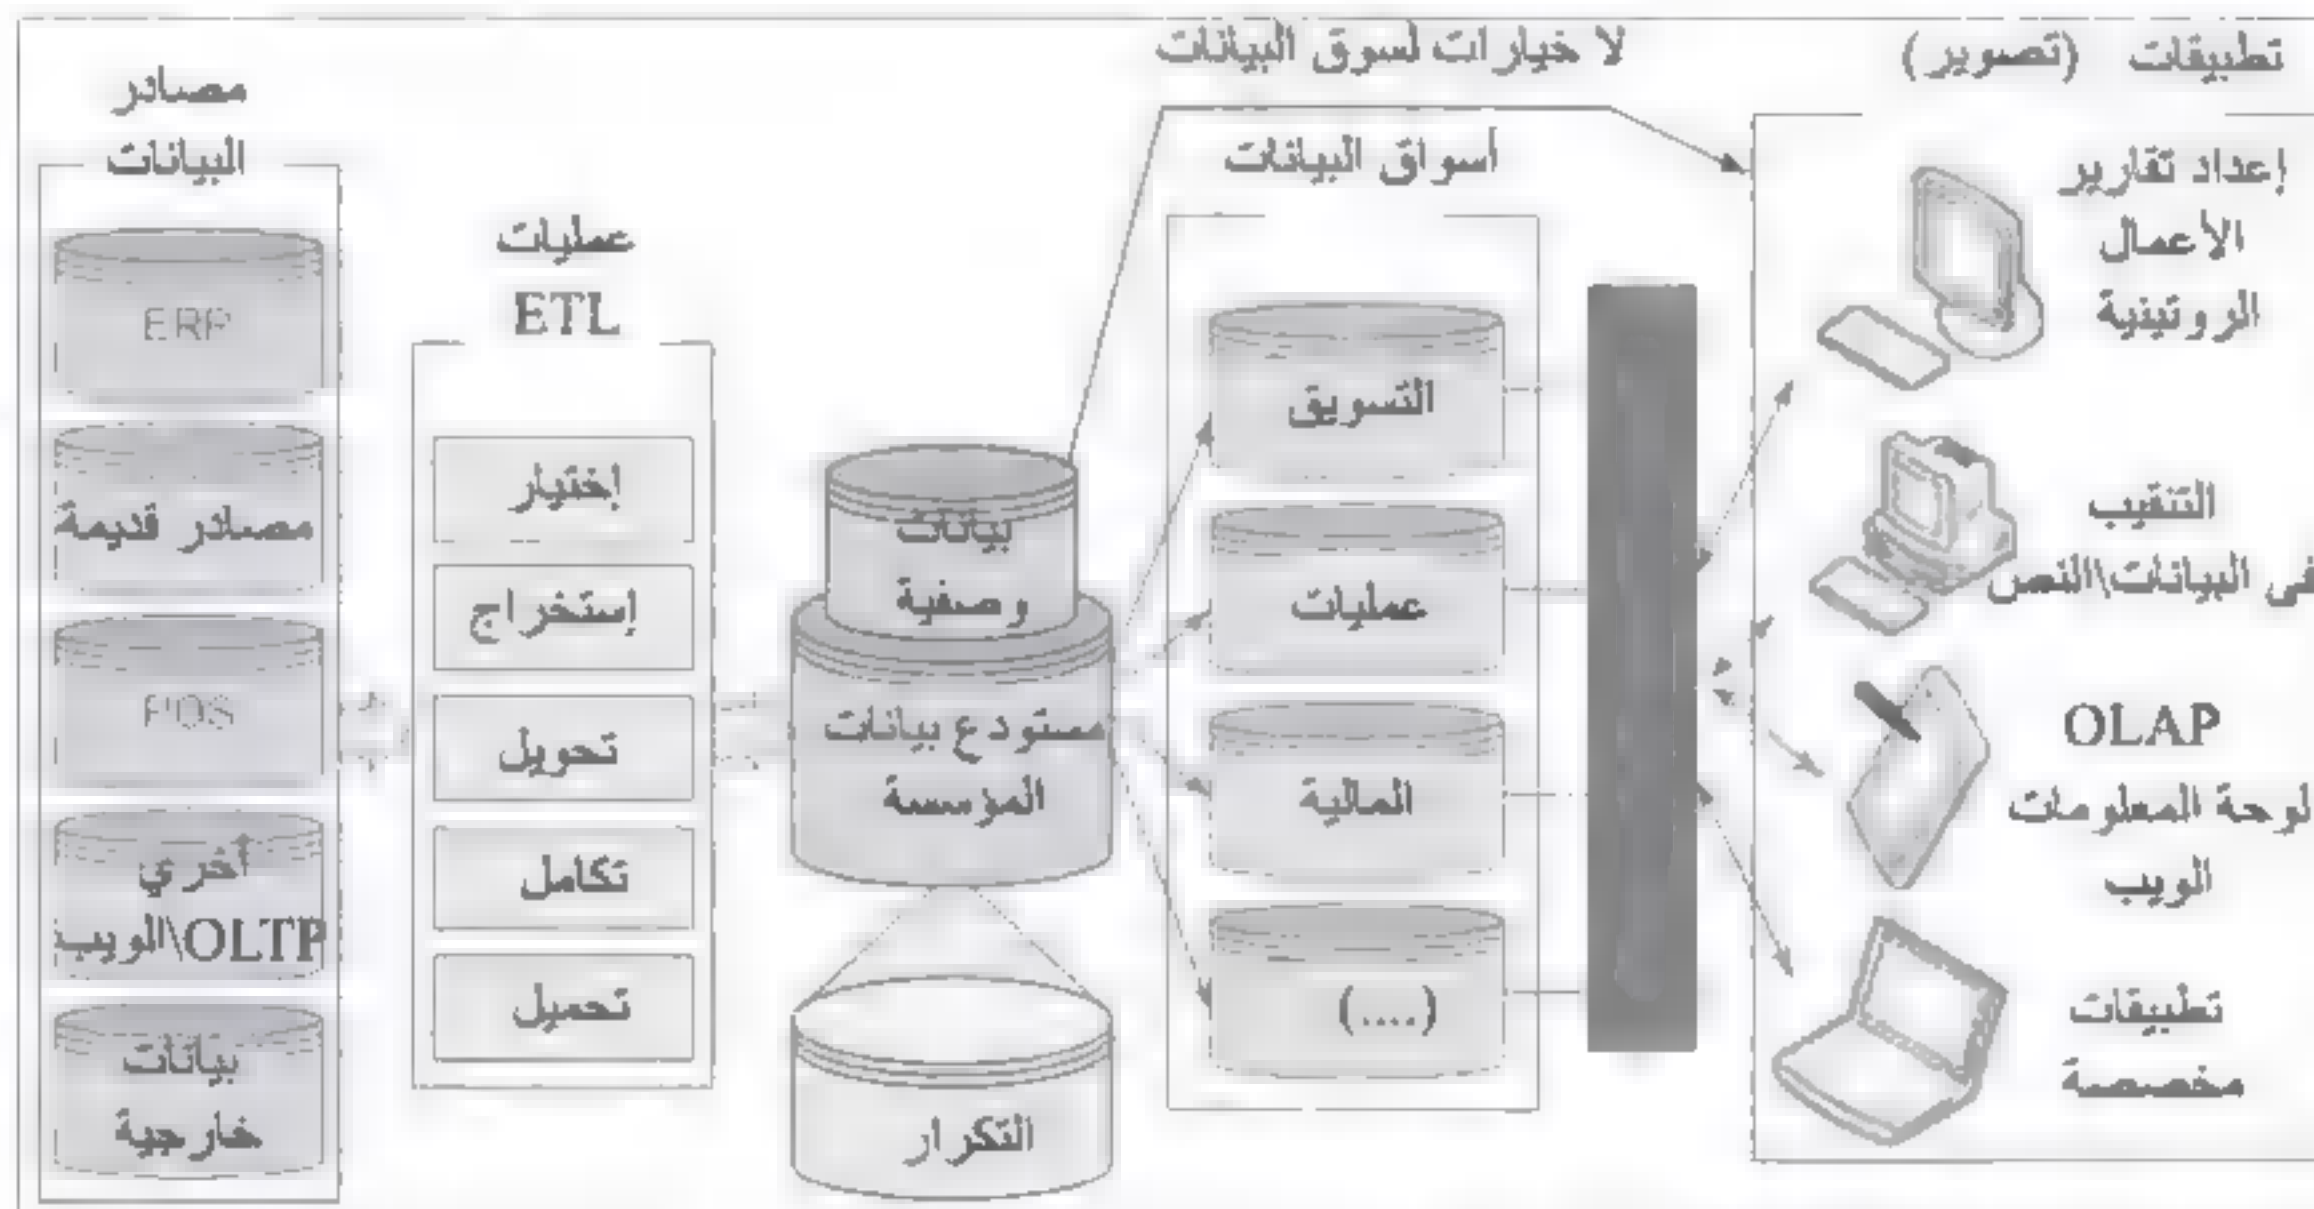 لا خيارات لسوق البيانات
تطبيقات (تصوير)
مصادر
البيانات
ERP
مصادر قديمة
POS
أخري
OLTP\الويب
بيانات
خارجية
عمليات
ETL
إختيار
إستخراج
تحويل
تكامل
تحميل
بيانات
وصفية
مستودع بيانات
المؤسسة
التكرار
أسواق البيانات
التسويق
عمليات
المالية
(....)
إعداد تقارير
الأعمال
الروتينية
التنقيب
فى البيانات\النص
OLAP
لوحة المعلومات
الويب
تطبيقات
مخصصة